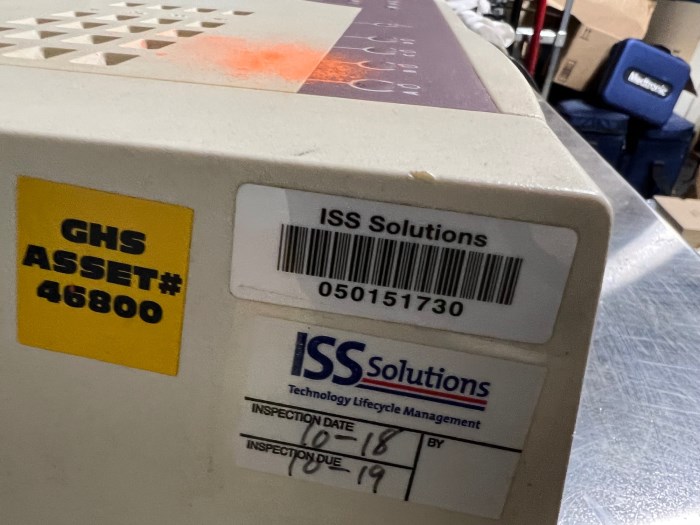 Medtronic
GHS
ASSET#
46800
ISS Solutions
050151730
ISS Solutions
Technology Lifecycle Management
INSPECTION DATE
10-18
BY
INSPECTION DUE
10-19